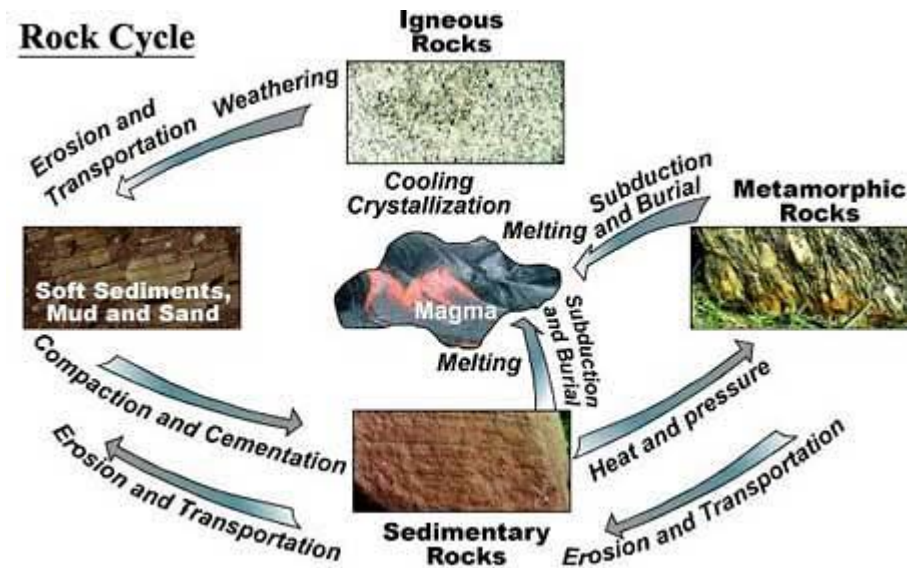 Rock Cycle
Igneous
Rocks
Weathering
Erosion and
Transportation
Cooling
Crystallization
Subduction
and Burial
Melting
Metamorphic
Rocks
Soft Sediments,
Mud and Sand
Magma
Melting
Subduction
and Burial
Compaction and Cementation
Erosion and Transportation
Heat and pressure
Erosion and Transportation
Sedimentary
Rocks